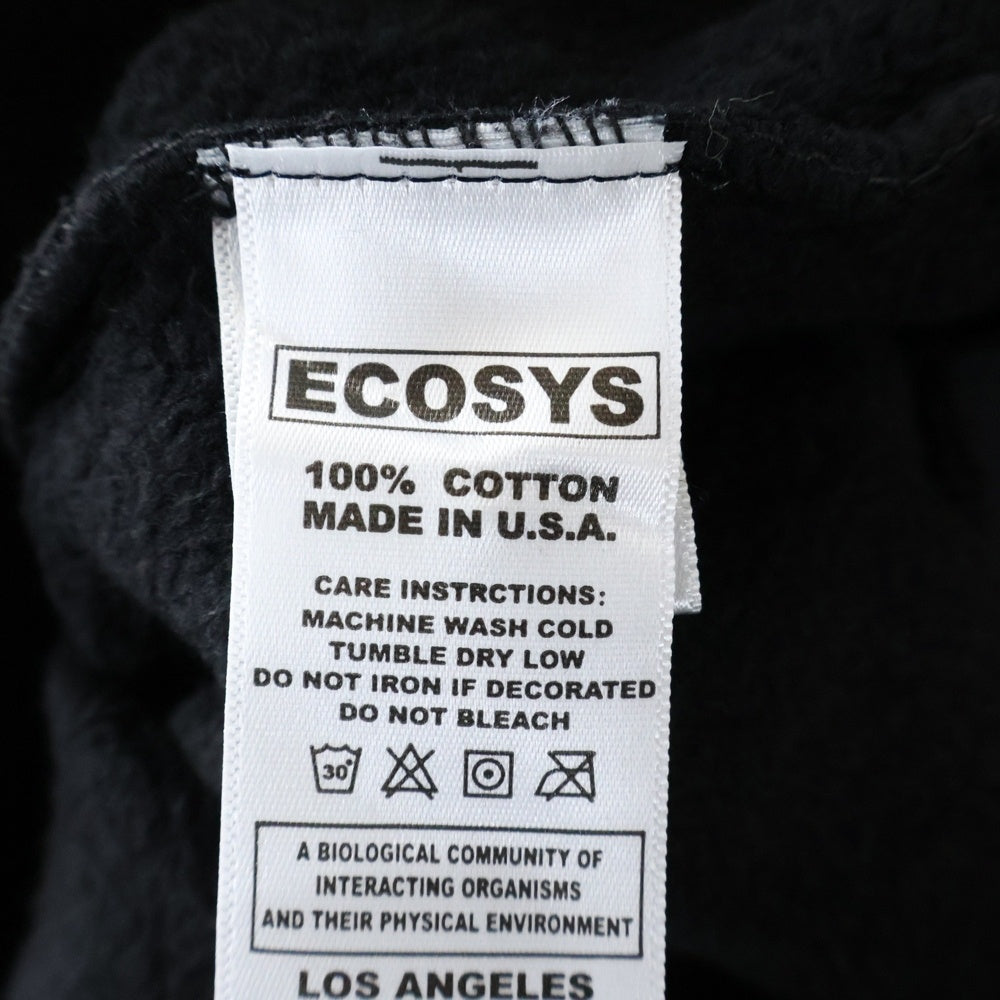 ECOSYS
100% COTTON
MADE IN U.S.A.
CARE INSTRCTIONS:
MACHINE WASH COLD
TUMBLE DRY LOW
DO NOT IRON IF DECORATED
DO NOT BLEACH
30°
A BIOLOGICAL COMMUNITY OF
INTERACTING ORGANISMS
AND THEIR PHYSICAL ENVIRONMENT
LOS ANGELES